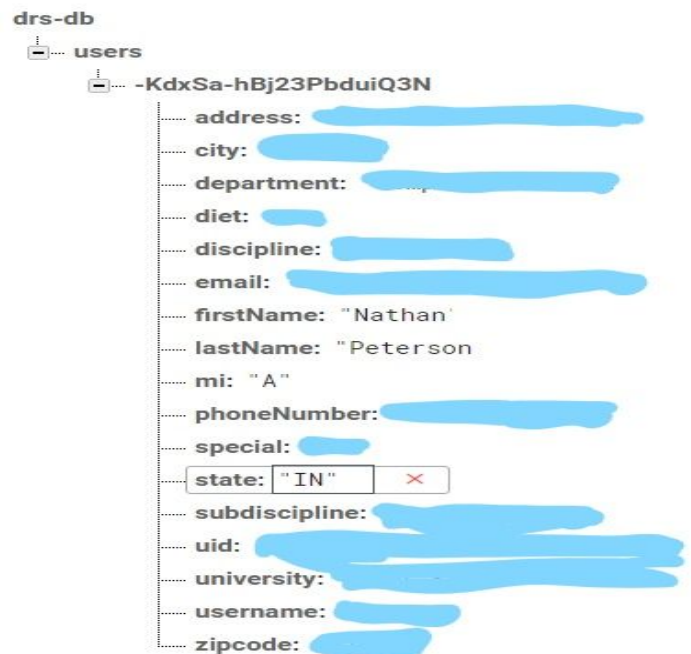 drs-db
users
-KdxSa-hBj23PbduiQ3N
address:
city:
department:
diet:
discipline:
email:
firstName: "Nathan"
lastName: "Peterson
mi: "A"
phoneNumber:
special:
state: "IN" ×
subdiscipline:
uid:
university:
username:
zipcode: